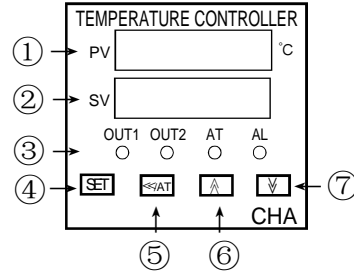 TEMPERATURE CONTROLLER
① PV °C
② SV
OUT1 OUT2 AT AL
③
④ SET ≪AT ⑦
CHA
⑤ ⑥